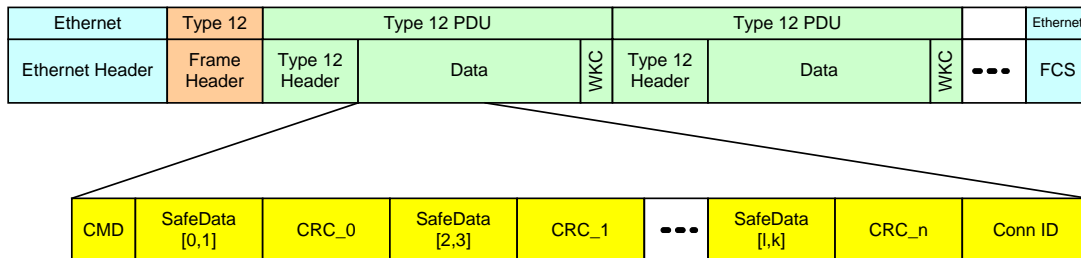 Ethernet Type 12 Type 12 PDU Type 12 PDU Ethernet
Ethernet Header Frame Header Type 12 Header Data WKC Type 12 Header Data WKC FCS
CMD SafeData [0,1] CRC_0 SafeData [2,3] CRC_1 SafeData [l,k] CRC_n Conn ID